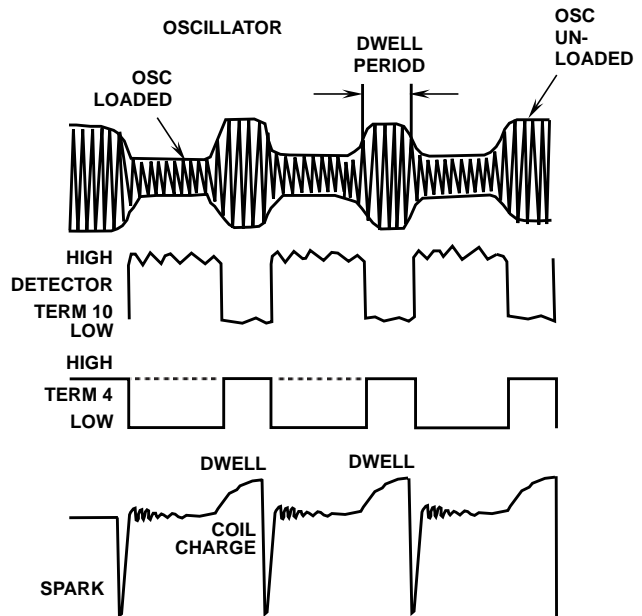 OSCILLATOR
DWELL
PERIOD
OSC
UN-
LOADED
OSC
LOADED
HIGH
DETECTOR
TERM 10
LOW
HIGH
TERM 4
LOW
DWELL
DWELL
COIL
CHARGE
SPARK